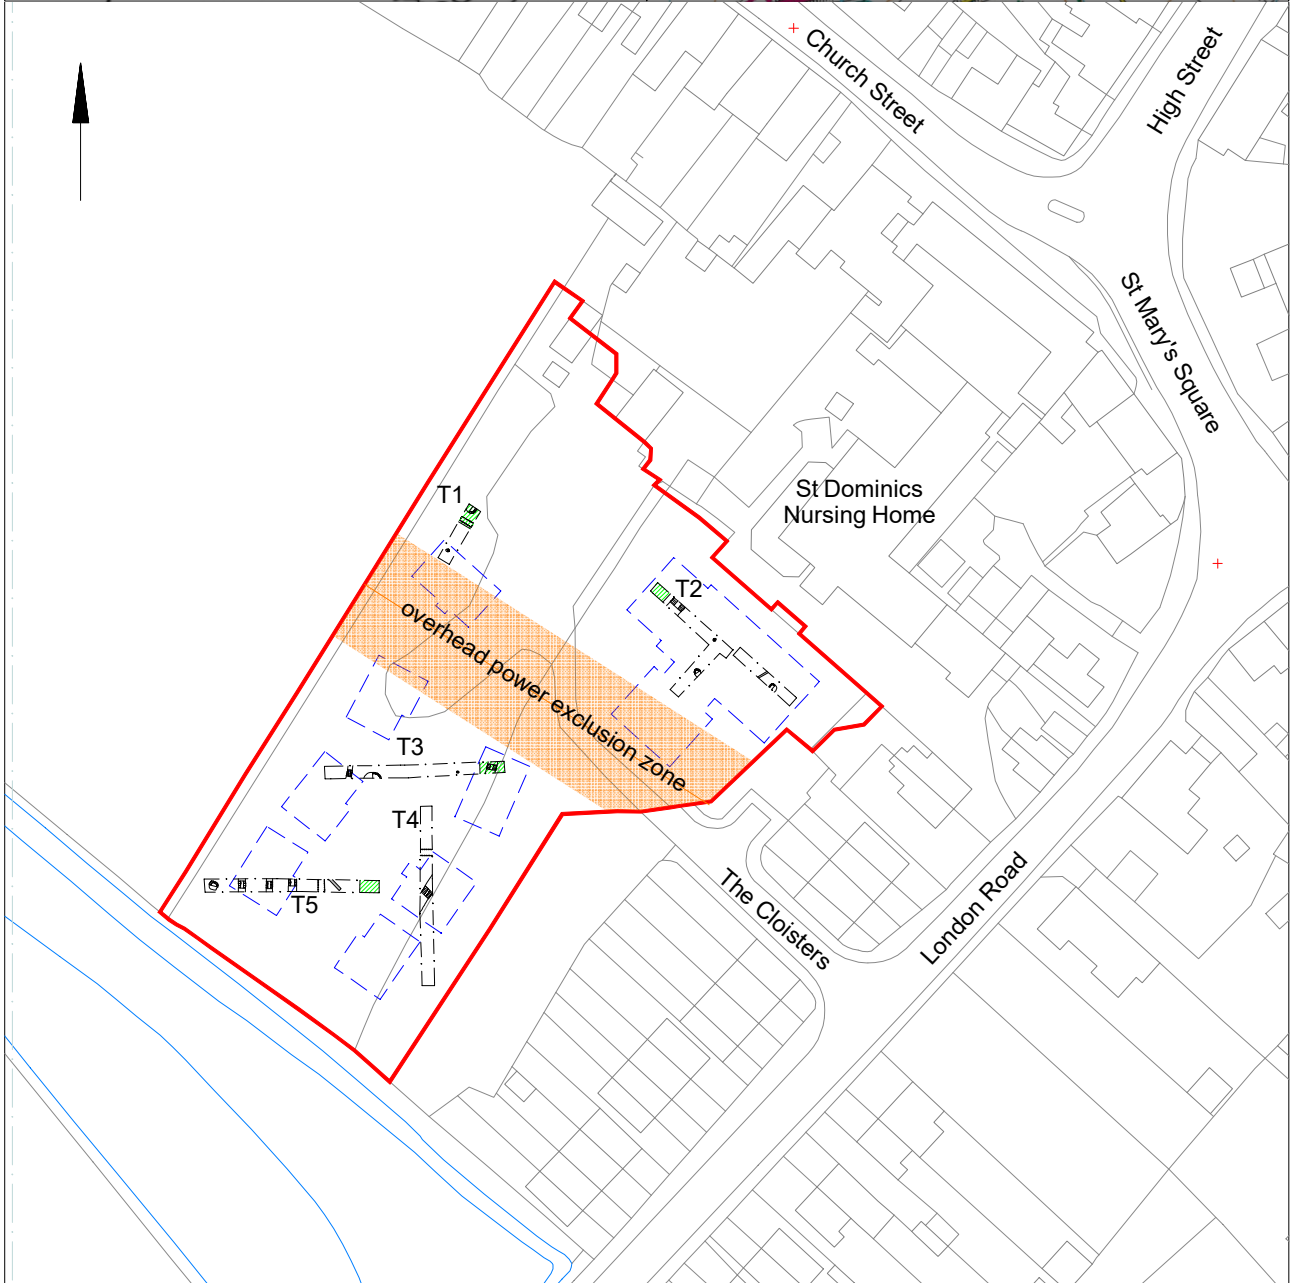 Church Street
High Street
St Mary's Square
St Dominics
Nursing Home
T1
T2
overhead power exclusion zone
T3
T4
T5
The Cloisters
London Road